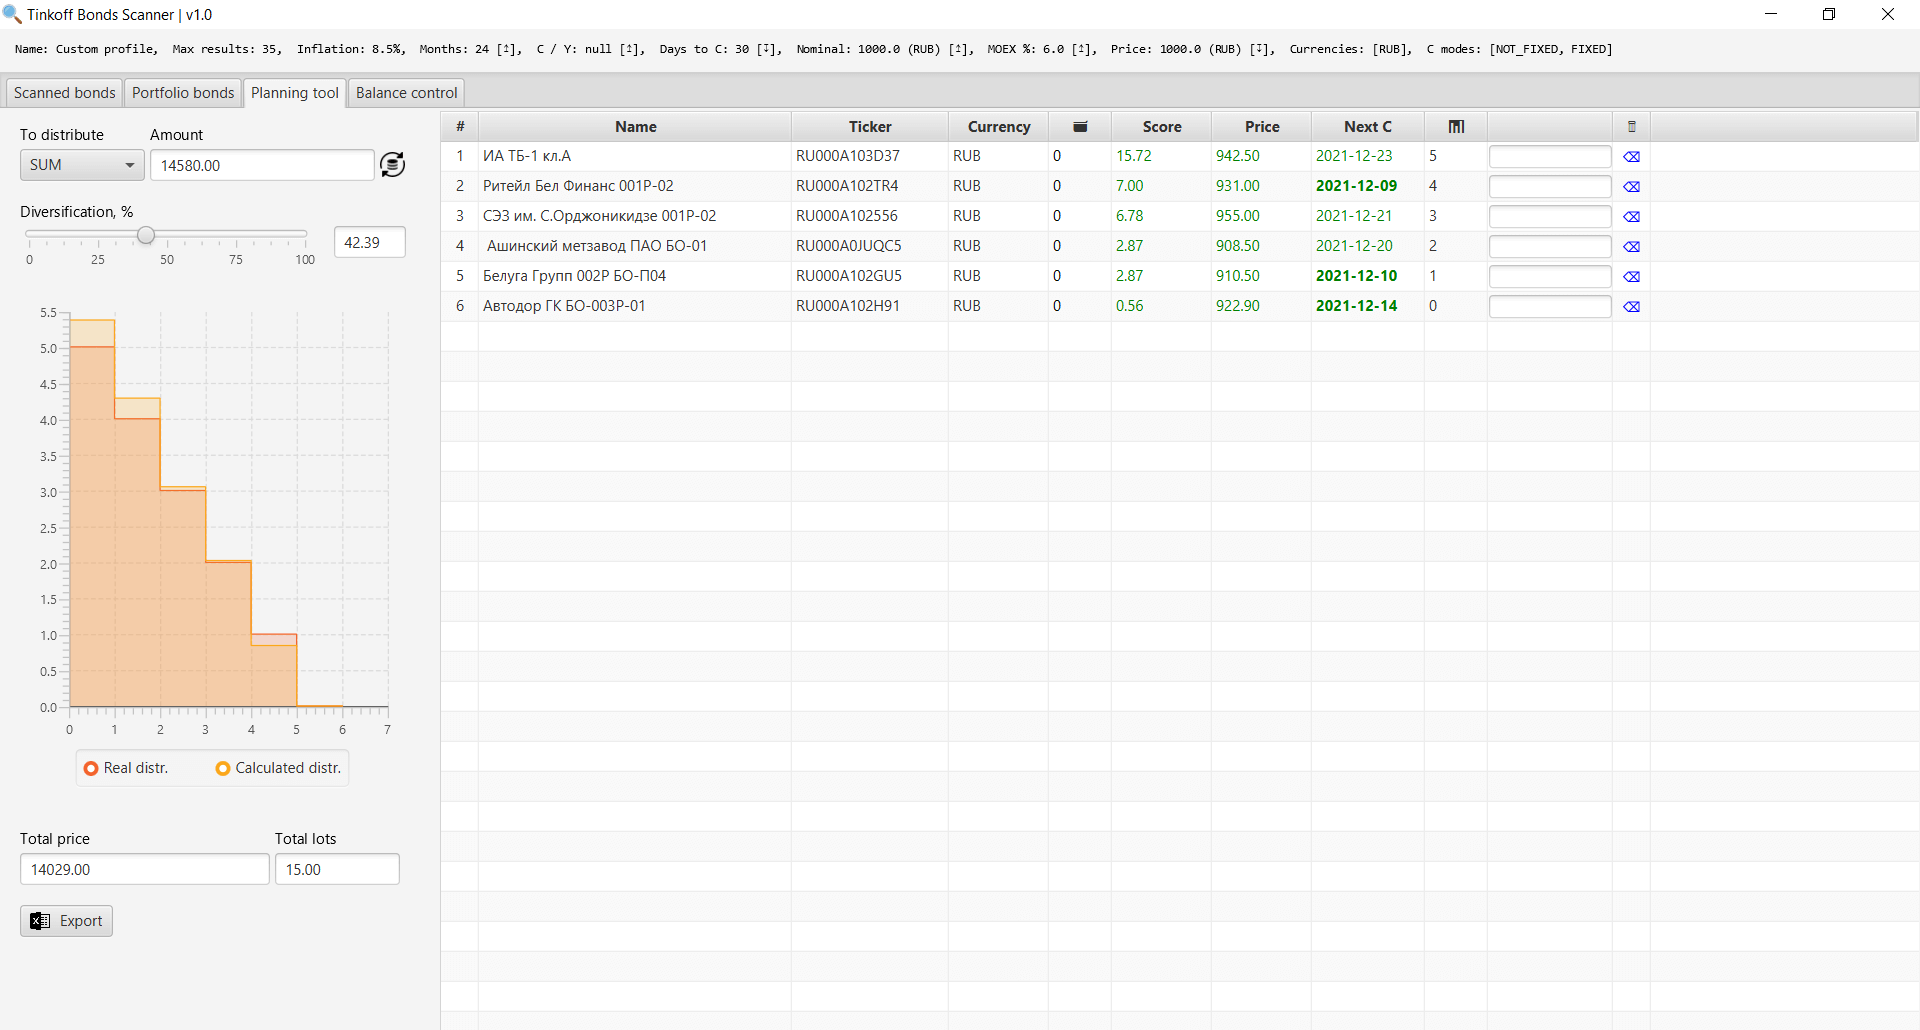 Tinkoff Bonds Scanner | v1.0
Name: Custom profile, Max results: 35, Inflation: 8.5%, Months: 24 [↥], C / Y: null [↥], Days to C: 30 [↧], Nominal: 1000.0 (RUB) [↥], MOEX %: 6.0 [↥], Price: 1000.0 (RUB) [↧], Currencies: [RUB], C modes: [NOT_FIXED, FIXED]
Scanned bonds Portfolio bonds Planning tool Balance control
To distribute Amount
SUM 14580.00
Diversification, %
42.39
0 25 50 75 100
5.5
5.0
4.5
4.0
3.5
3.0
2.5
2.0
1.5
1.0
0.5
0.0
0 1 2 3 4 5 6 7
Real distr. Calculated distr.
Total price Total lots
14029.00 15.00
Export
# Name Ticker Currency Score Price Next C
1 ИА ТБ-1 кл.А RU000A103D37 RUB 0 15.72 942.50 2021-12-23 5
2 Ритейл Бел Финанс 001P-02 RU000A102TR4 RUB 0 7.00 931.00 2021-12-09 4
3 СЭЗ им. С.Орджоникидзе 001P-02 RU000A102556 RUB 0 6.78 955.00 2021-12-21 3
4 Ашинский метзавод ПАО БО-01 RU000A0JUQC5 RUB 0 2.87 908.50 2021-12-20 2
5 Белуга Групп 002P БО-П04 RU000A102GU5 RUB 0 2.87 910.50 2021-12-10 1
6 Автодор ГК БО-003P-01 RU000A102H91 RUB 0 0.56 922.90 2021-12-14 0